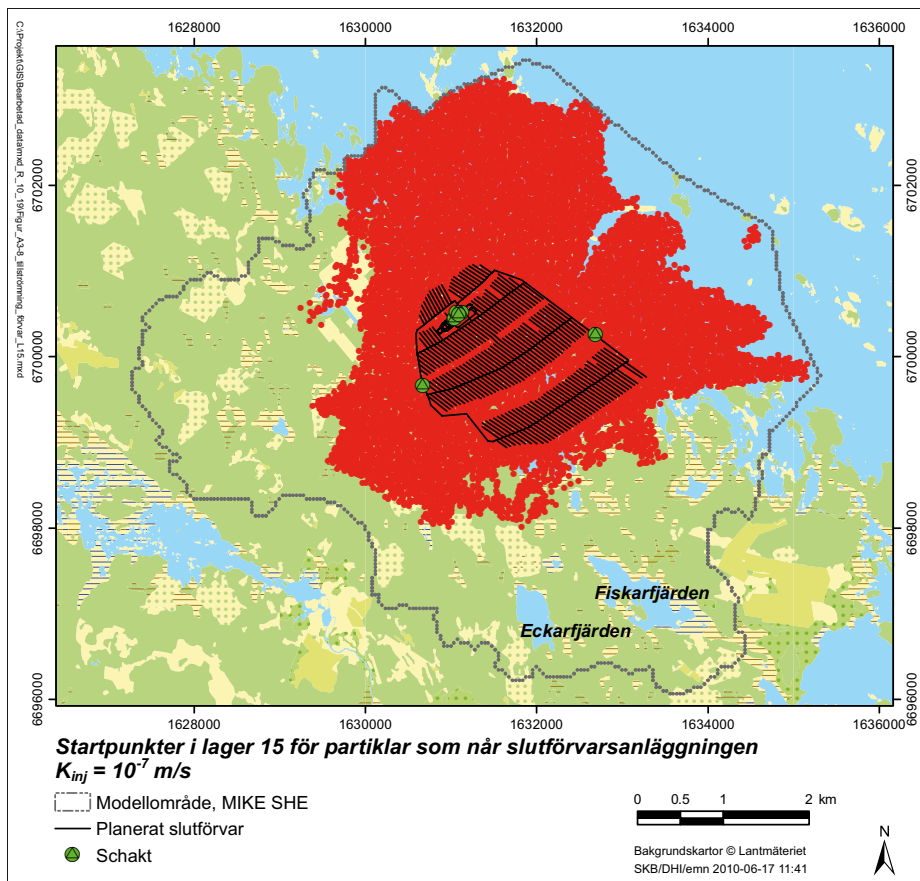 1628000 1630000 1632000 1634000 1636000
C:\Projekt\GIS\Bearbetad_data\mxd_R_10_19\Figur_A3-8_tillströmning_förvar_L15.mxd
6702000 6702000
6700000 6700000
6698000 6698000
6696000 6696000
Fiskarfjärden
Eckarfjärden
1628000 1630000 1632000 1634000 1636000
Startpunkter i lager 15 för partiklar som når slutförvarsanläggningen
Kinj = 10-7 m/s
Modellområde, MIKE SHE
Planerat slutförvar
Schakt
0 0.5 1 2 km
Bakgrundskartor © Lantmäteriet
SKB/DHI/emn 2010-06-17 11:41
N